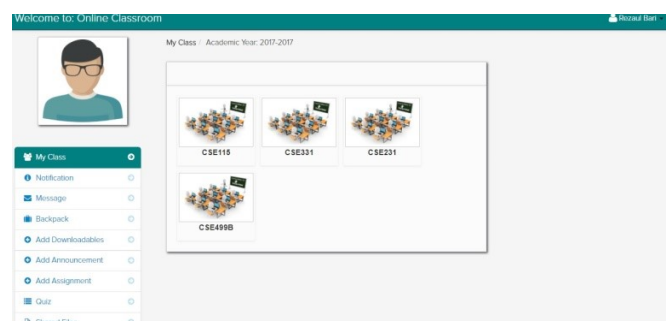 Welcome to: Online Classroom
Rezaul Bari
My Class / Academic Year: 2017-2017
CSE115
CSE331
CSE231
CSE499B
My Class
Notification
Message
Backpack
Add Downloadables
Add Announcement
Add Assignment
Quiz